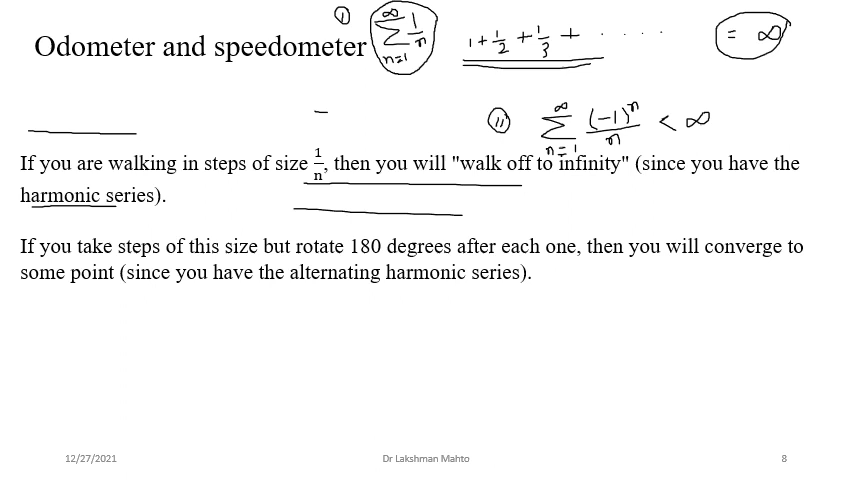 (i) ∞
Odometer and speedometer ∑ 1/n n=1 1 + 1/2 + 1/3 + . . . . . = ∞
(ii) ∞ ∑ n=1 (-1)^n / n < ∞
If you are walking in steps of size 1/n, then you will "walk off to infinity" (since you have the
harmonic series).
If you take steps of this size but rotate 180 degrees after each one, then you will converge to
some point (since you have the alternating harmonic series).
12/27/2021 Dr Lakshman Mahto 8